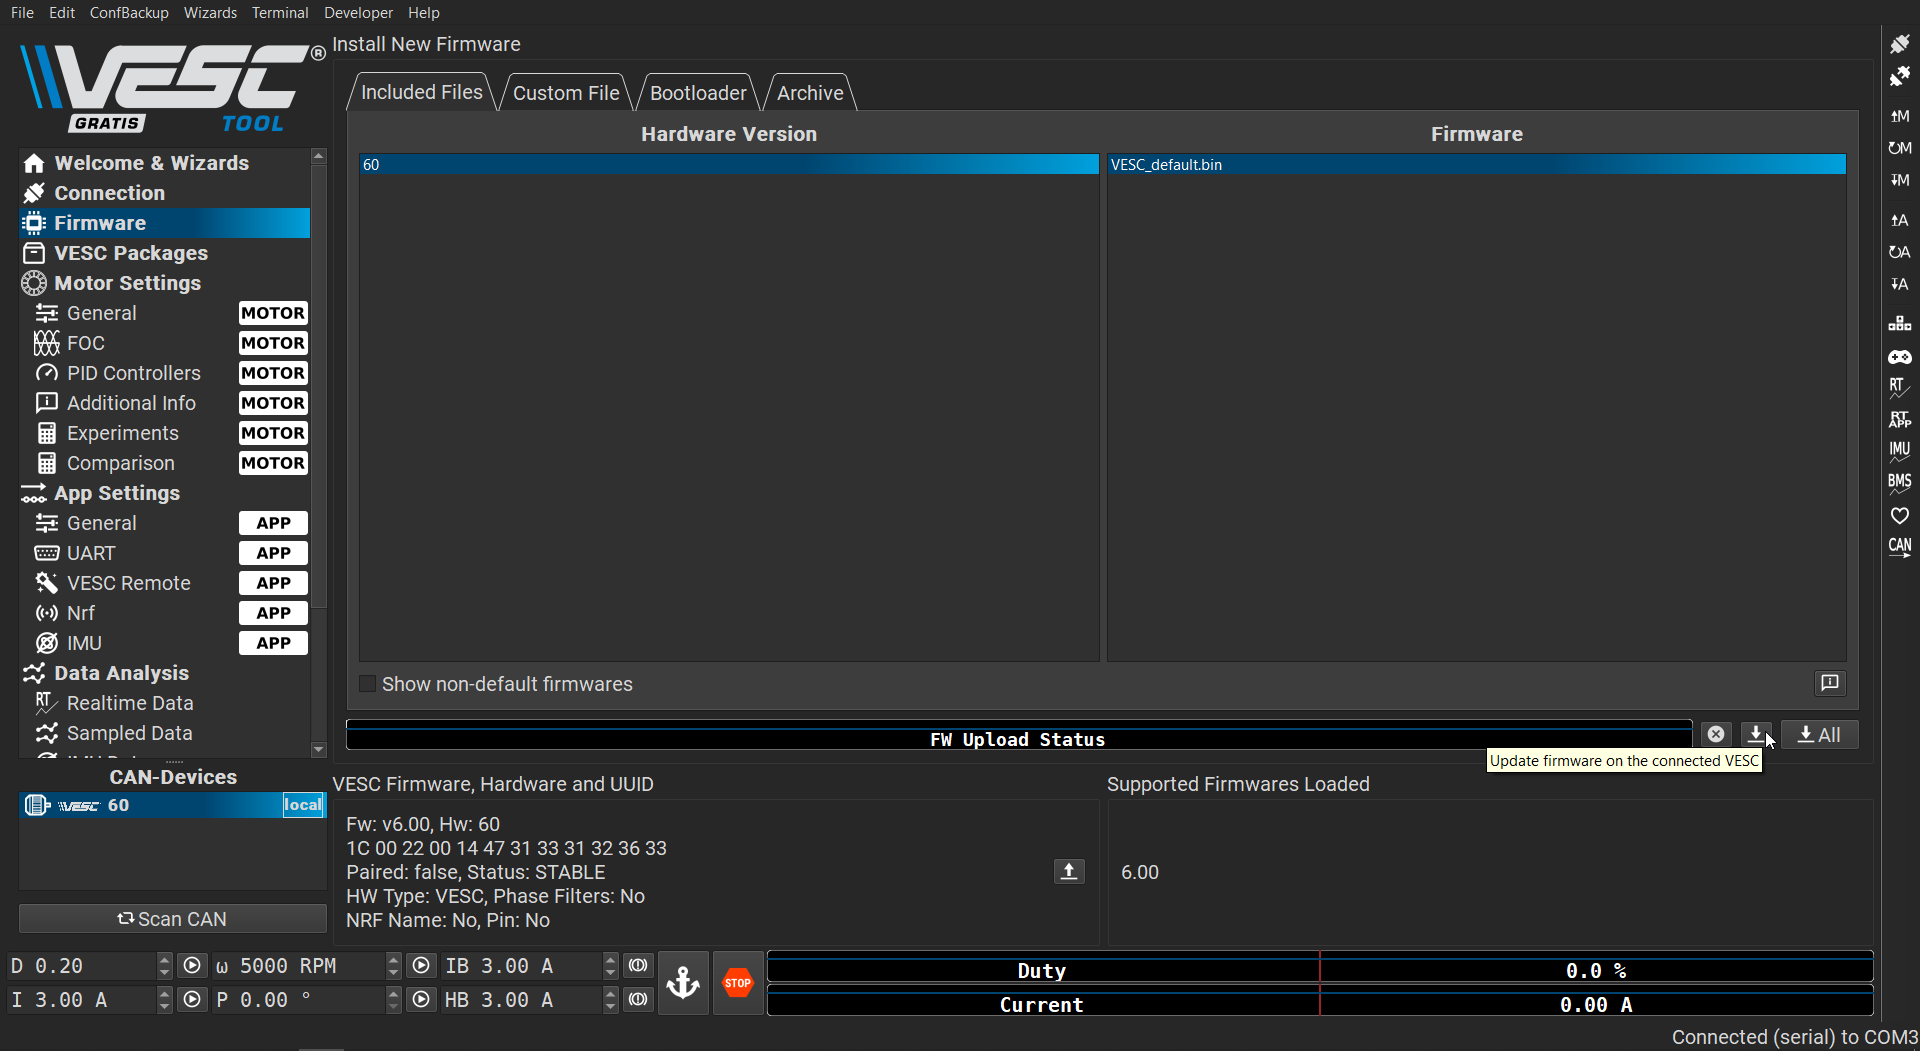 File Edit ConfBackup Wizards Terminal Developer Help
VESC®
GRATIS TOOL
Install New Firmware
Included Files Custom File Bootloader Archive
Hardware Version Firmware
60 VESC_default.bin
Welcome & Wizards
Connection
Firmware
VESC Packages
Motor Settings
General MOTOR
FOC MOTOR
PID Controllers MOTOR
Additional Info MOTOR
Experiments MOTOR
Comparison MOTOR
App Settings
General APP
UART APP
VESC Remote APP
Nrf APP
IMU APP
Data Analysis
RT Realtime Data
Sampled Data
Show non-default firmwares
FW Upload Status
All
Update firmware on the connected VESC
CAN-Devices
VESC 60 local
Scan CAN
VESC Firmware, Hardware and UUID
Fw: v6.00, Hw: 60
1C 00 22 00 14 47 31 33 31 32 36 33
Paired: false, Status: STABLE
HW Type: VESC, Phase Filters: No
NRF Name: No, Pin: No
Supported Firmwares Loaded
6.00
D 0.20 ω 5000 RPM IB 3.00 A
I 3.00 A P 0.00 ° HB 3.00 A
STOP
Duty 0.0 %
Current 0.00 A
M
M
M
A
A
A
RT
RT APP
IMU
BMS
CAN
Connected (serial) to COM3